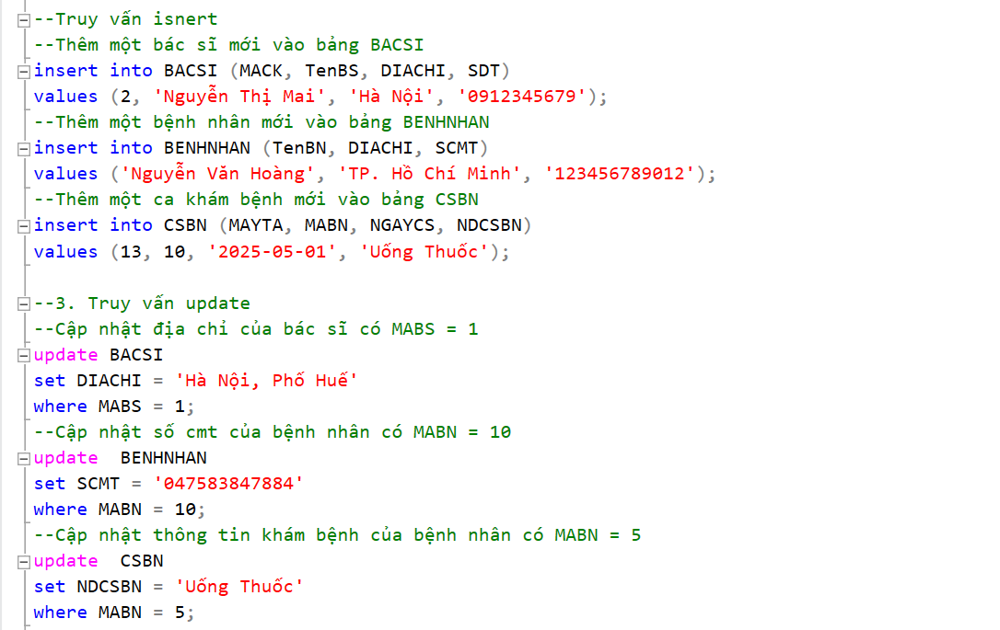 --Truy vấn isnert
--Thêm một bác sĩ mới vào bảng BACSI
insert into BACSI (MACK, TenBS, DIACHI, SDT)
values (2, 'Nguyễn Thị Mai', 'Hà Nội', '0912345679');
--Thêm một bệnh nhân mới vào bảng BENHNHAN
insert into BENHNHAN (TenBN, DIACHI, SCMT)
values ('Nguyễn Văn Hoàng', 'TP. Hồ Chí Minh', '123456789012');
--Thêm một ca khám bệnh mới vào bảng CSBN
insert into CSBN (MAYTA, MABN, NGAYCS, NDCSBN)
values (13, 10, '2025-05-01', 'Uống Thuốc');
--3. Truy vấn update
--Cập nhật địa chỉ của bác sĩ có MABS = 1
update BACSI
set DIACHI = 'Hà Nội, Phố Huế'
where MABS = 1;
--Cập nhật số cmt của bệnh nhân có MABN = 10
update  BENHNHAN
set SCMT = '047583847884'
where MABN = 10;
--Cập nhật thông tin khám bệnh của bệnh nhân có MABN = 5
update  CSBN
set NDCSBN = 'Uống Thuốc'
where MABN = 5;